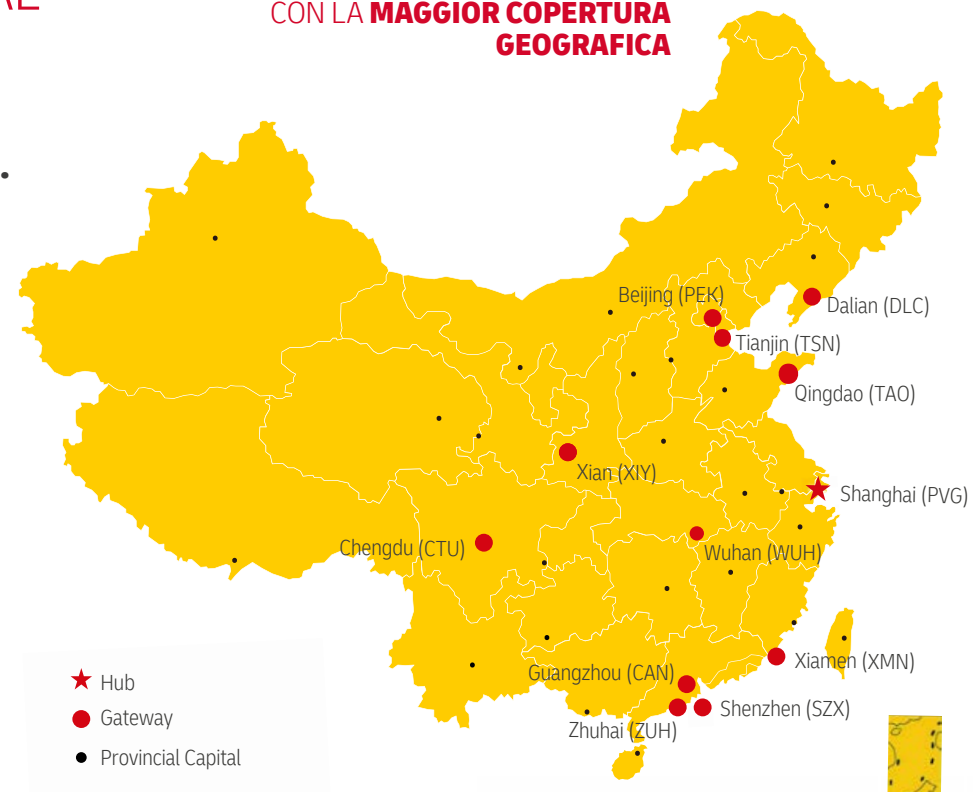 CON LA MAGGIOR COPERTURA
GEOGRAFICA
Beijing (PEK)
Dalian (DLC)
Tianjin (TSN)
Qingdao (TAO)
Xian (XIY)
Shanghai (PVG)
Chengdu (CTU)
Wuhan (WUH)
Xiamen (XMN)
Guangzhou (CAN)
Shenzhen (SZX)
Zhuhai (ZUH)
Hub
Gateway
Provincial Capital